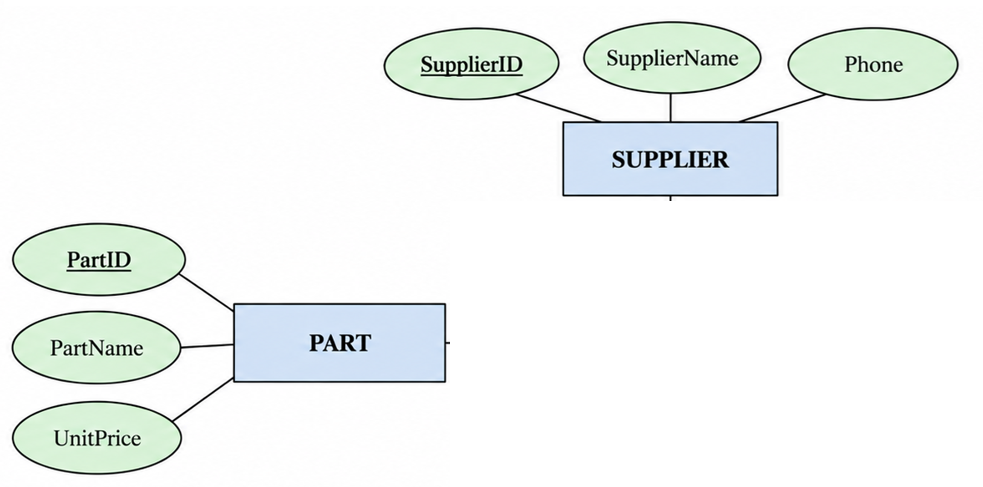 SupplierID
SupplierName
Phone
SUPPLIER
PartID
PartName
PART
UnitPrice